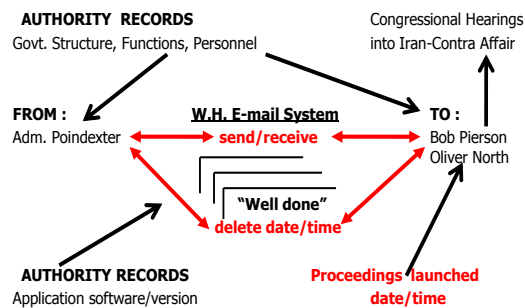 AUTHORITY RECORDS
Govt. Structure, Functions, Personnel
Congressional Hearings
into Iran-Contra Affair
FROM :
Adm. Poindexter
W.H. E-mail System
send/receive
TO :
Bob Pierson
Oliver North
“Well done”
delete date/time
AUTHORITY RECORDS
Application software/version
Proceedings launched
date/time